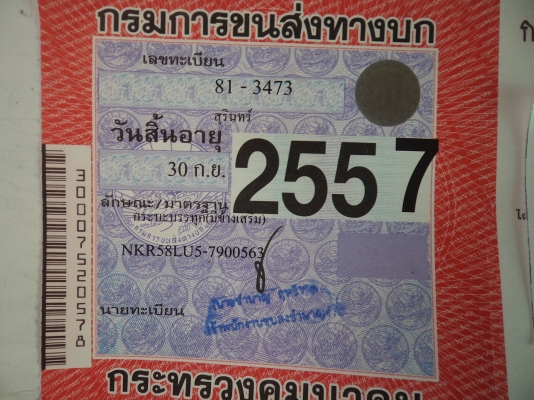 กรมการขนส่งทางบก
เลขทะเบียน
81 - 3473
สุรินทร์
วันสิ้นอายุ
30 ก.ย. 2557
ลักษณะ/มาตรฐาน
กระบะบรรทุก(มีข้างเสริม)
NKR58LU5-7900563
นายทะเบียน
กระทรวงคมนาคม
30007520578